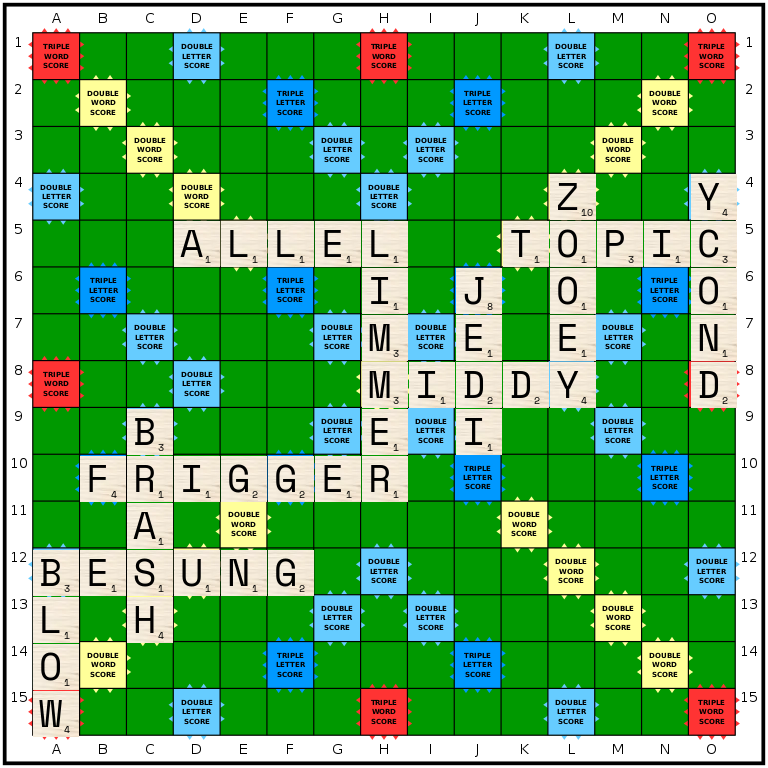 A B C D E F G H I J K L M N O
1 TRIPLE WORD SCORE DOUBLE LETTER SCORE TRIPLE WORD SCORE DOUBLE LETTER SCORE TRIPLE WORD SCORE 1
2 DOUBLE WORD SCORE TRIPLE LETTER SCORE TRIPLE LETTER SCORE DOUBLE WORD SCORE 2
3 DOUBLE WORD SCORE DOUBLE LETTER SCORE DOUBLE LETTER SCORE DOUBLE WORD SCORE 3
4 DOUBLE LETTER SCORE DOUBLE WORD SCORE DOUBLE LETTER SCORE Z10 Y4 4
5 A1 L1 L1 E1 L1 T1 O1 P3 I1 C3 5
6 TRIPLE LETTER SCORE TRIPLE LETTER SCORE I1 J8 O1 TRIPLE LETTER SCORE O1 6
7 DOUBLE LETTER SCORE DOUBLE LETTER SCORE M3 DOUBLE LETTER SCORE E1 E1 DOUBLE LETTER SCORE N1 7
8 TRIPLE WORD SCORE DOUBLE LETTER SCORE M3 I1 D2 D2 Y4 D2 8
9 B3 DOUBLE LETTER SCORE E1 DOUBLE LETTER SCORE I1 DOUBLE LETTER SCORE 9
10 F4 R1 I1 G2 G2 E1 R1 TRIPLE LETTER SCORE TRIPLE LETTER SCORE 10
11 A1 DOUBLE WORD SCORE DOUBLE WORD SCORE 11
12 B3 E1 S1 U1 N1 G2 DOUBLE LETTER SCORE DOUBLE WORD SCORE DOUBLE LETTER SCORE 12
13 L1 H4 DOUBLE LETTER SCORE DOUBLE LETTER SCORE DOUBLE WORD SCORE 13
14 O1 DOUBLE WORD SCORE TRIPLE LETTER SCORE TRIPLE LETTER SCORE DOUBLE WORD SCORE 14
15 W4 DOUBLE LETTER SCORE TRIPLE WORD SCORE DOUBLE LETTER SCORE TRIPLE WORD SCORE 15
A B C D E F G H I J K L M N O